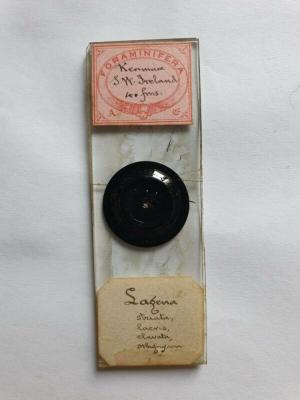 FORAMINIFERA
Kenmare
S.W. Ireland
40 fms.
A E
Lagena
striata,
laevis,
clavata,